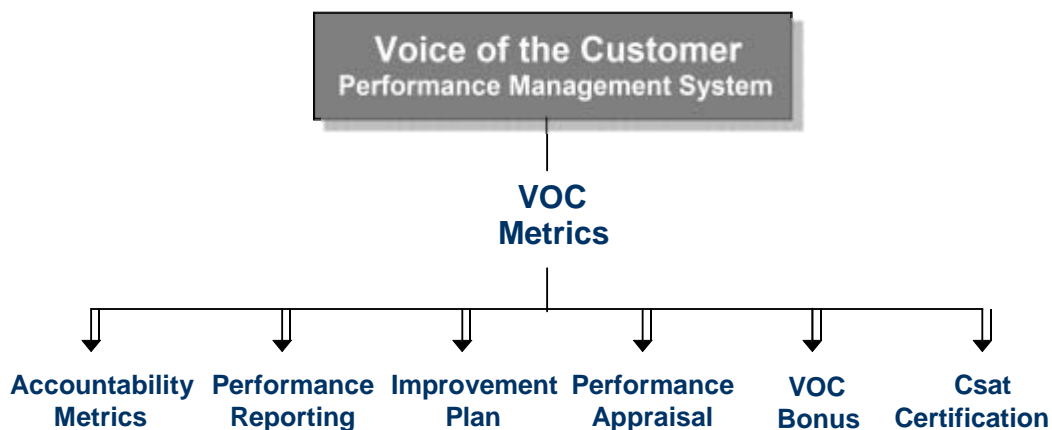 Voice of the Customer
Performance Management System
VOC
Metrics
Accountability
Metrics
Performance
Reporting
Improvement
Plan
Performance
Appraisal
VOC
Bonus
Csat
Certification